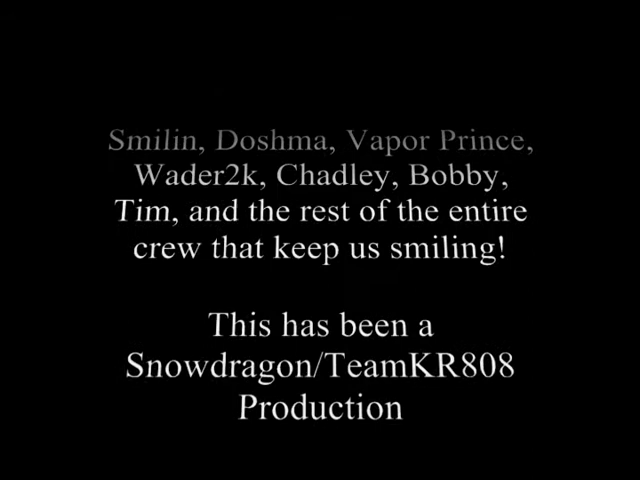 Smilin, Doshma, Vapor Prince,
Wader2k, Chadley, Bobby,
Tim, and the rest of the entire
crew that keep us smiling!
This has been a
Snowdragon/TeamKR808
Production